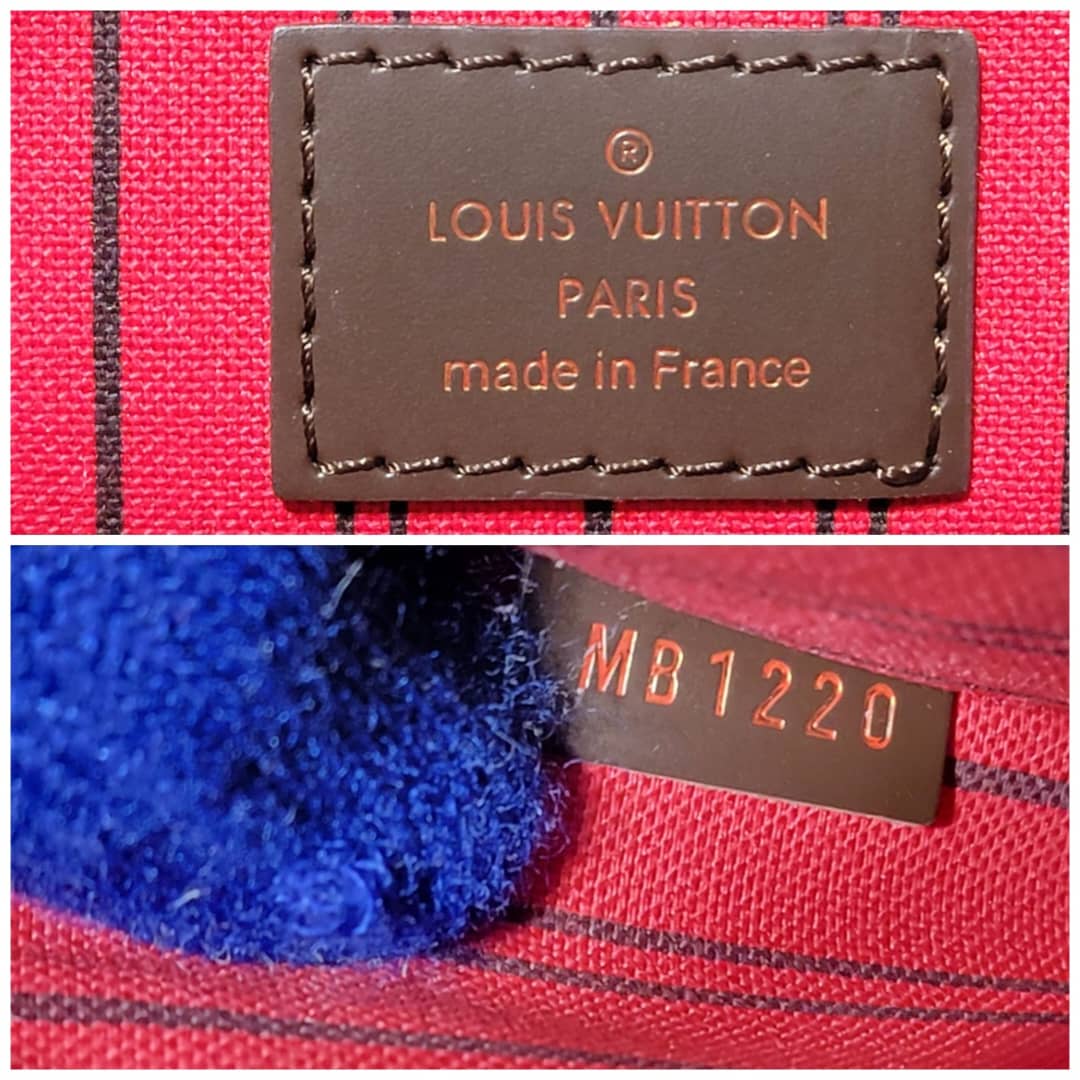 ®
LOUIS VUITTON
PARIS
made in France
MB1220